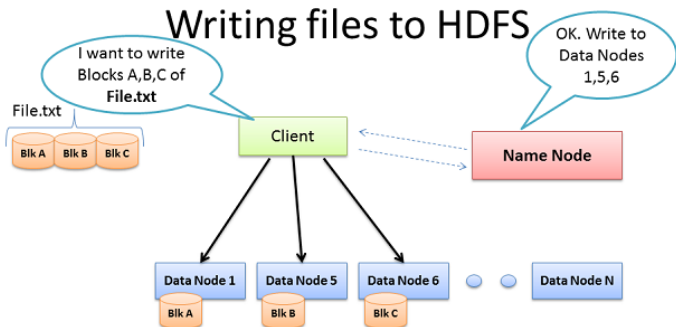 Writing files to HDFS
I want to write
Blocks A,B,C of
File.txt
OK. Write to
Data Nodes
1,5,6
File.txt
Blk A
Blk B
Blk C
Client
Name Node
Data Node 1
Data Node 5
Data Node 6
Data Node N
Blk A
Blk B
Blk C